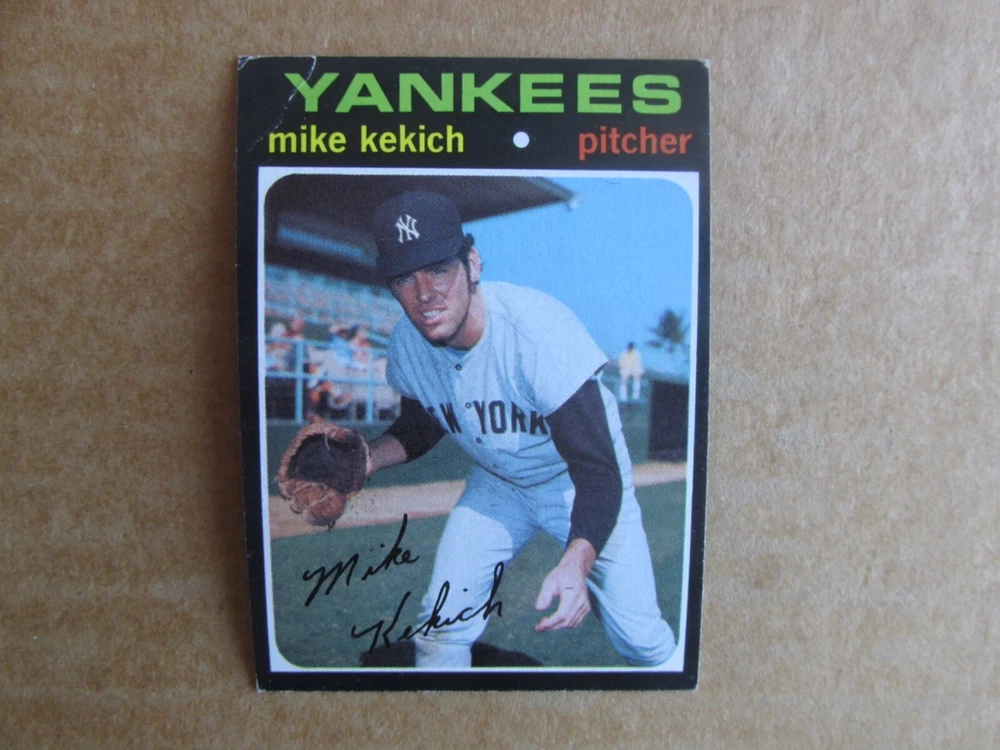 YANKEES
mike kekich • pitcher
NY
W YORK
Mike
Kekich